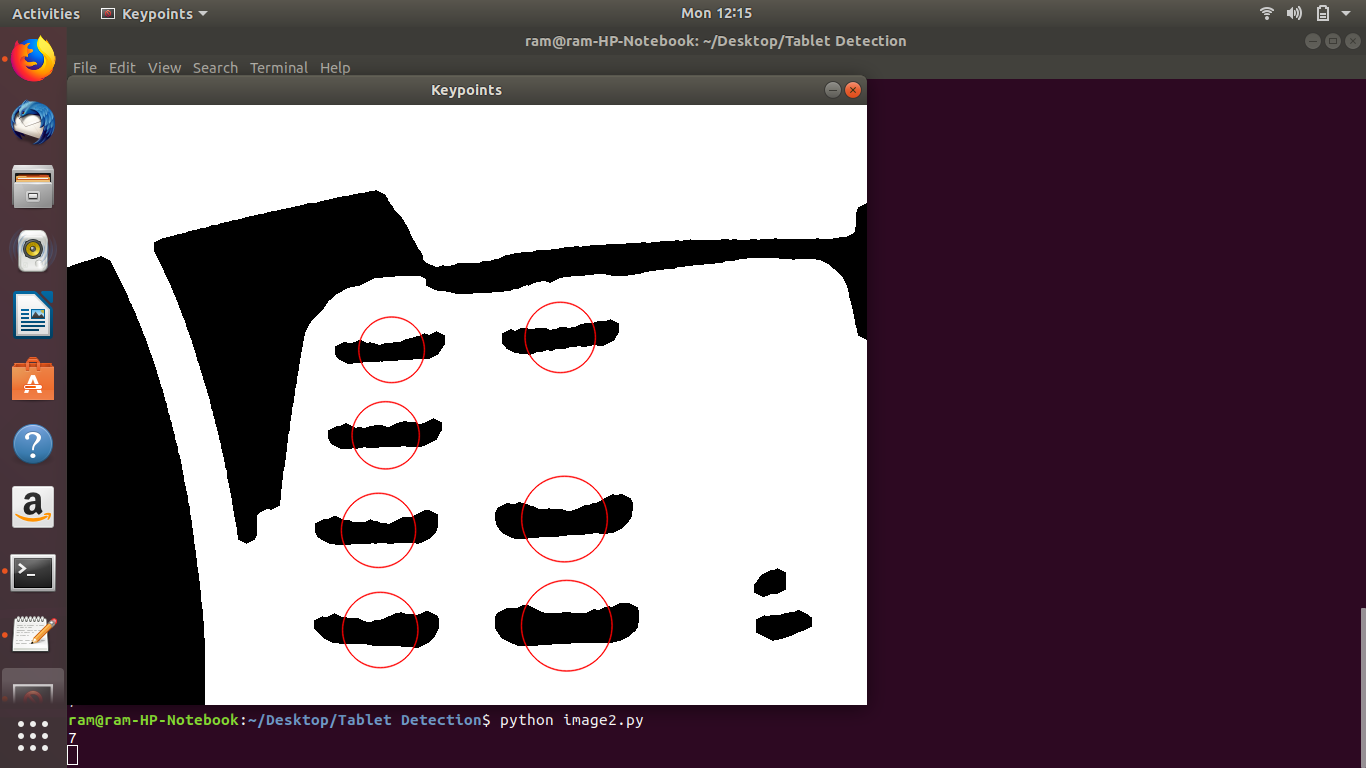 Activities Keypoints Mon 12:15
ram@ram-HP-Notebook: ~/Desktop/Tablet Detection
File Edit View Search Terminal Help
Keypoints
ram@ram-HP-Notebook:~/Desktop/Tablet Detection$ python image2.py
7